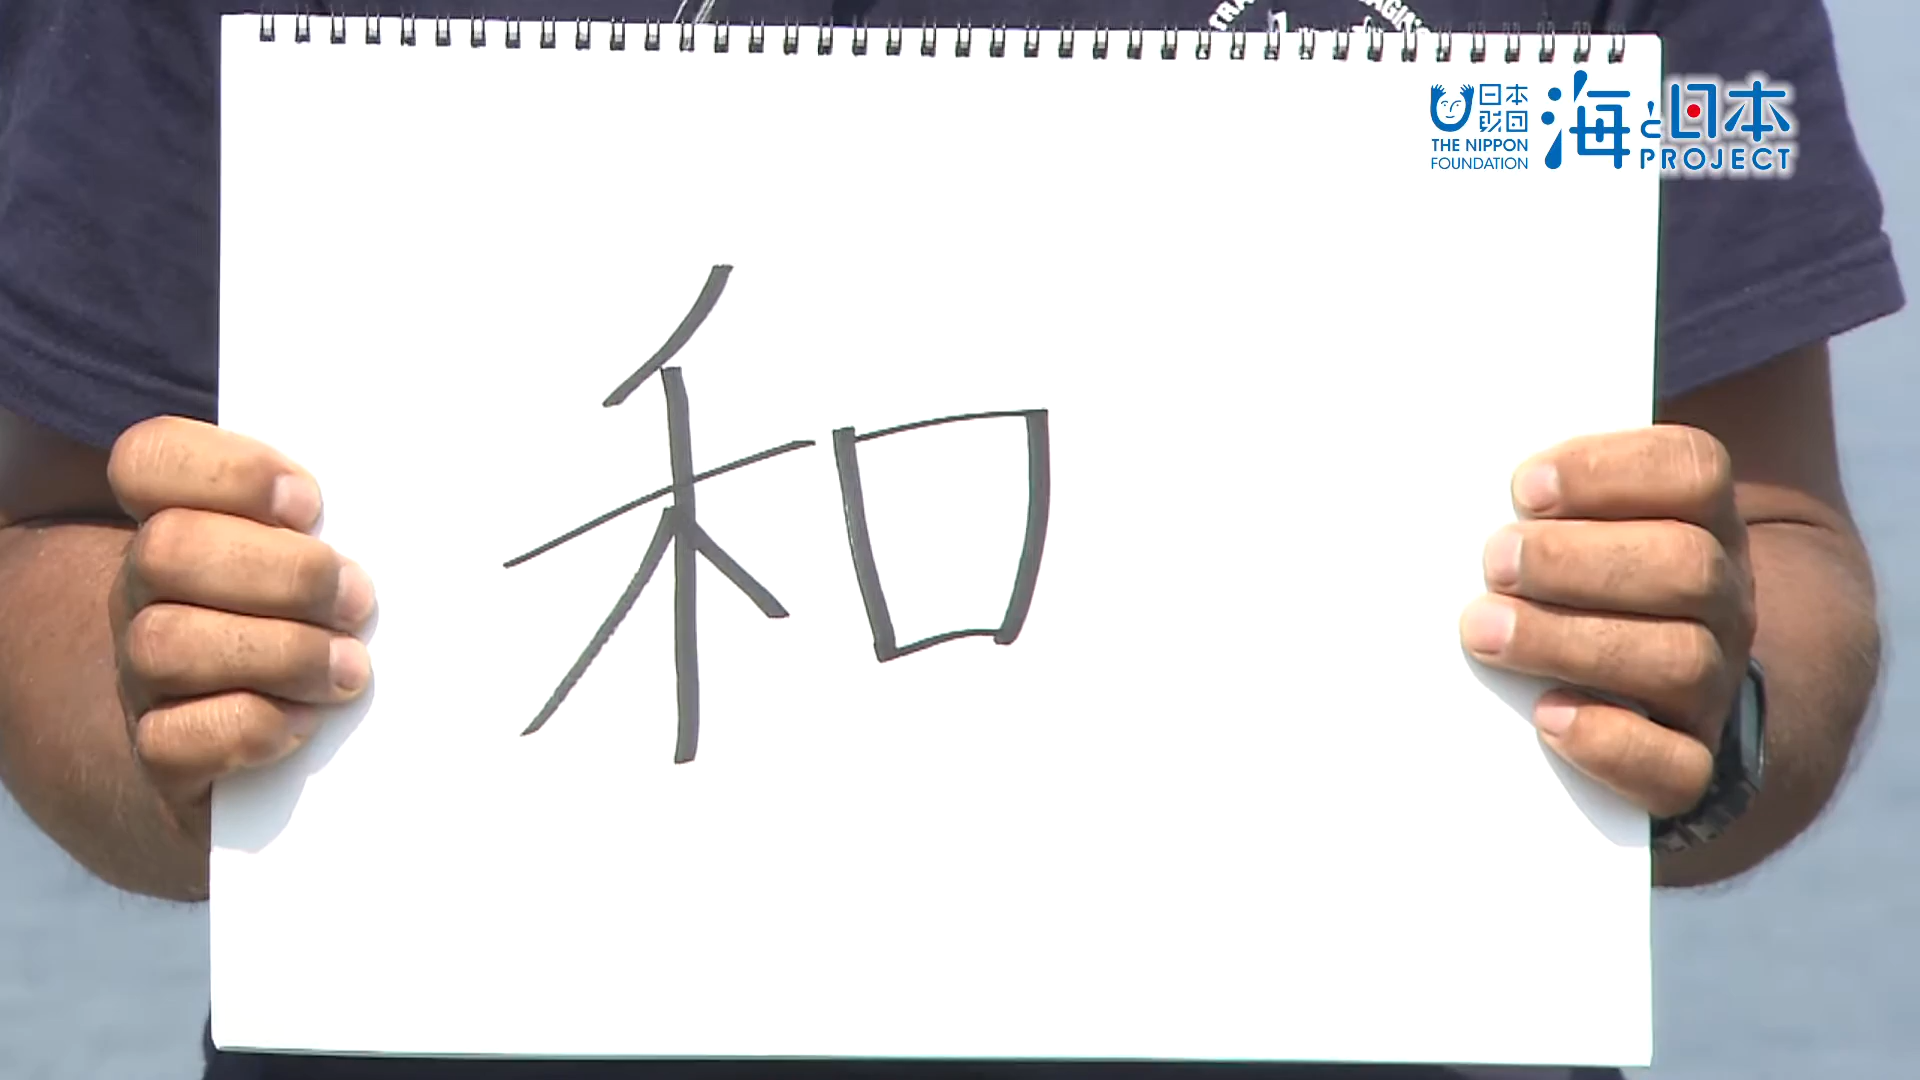 和
日本
財団
THE NIPPON
FOUNDATION
海と日本
PROJECT